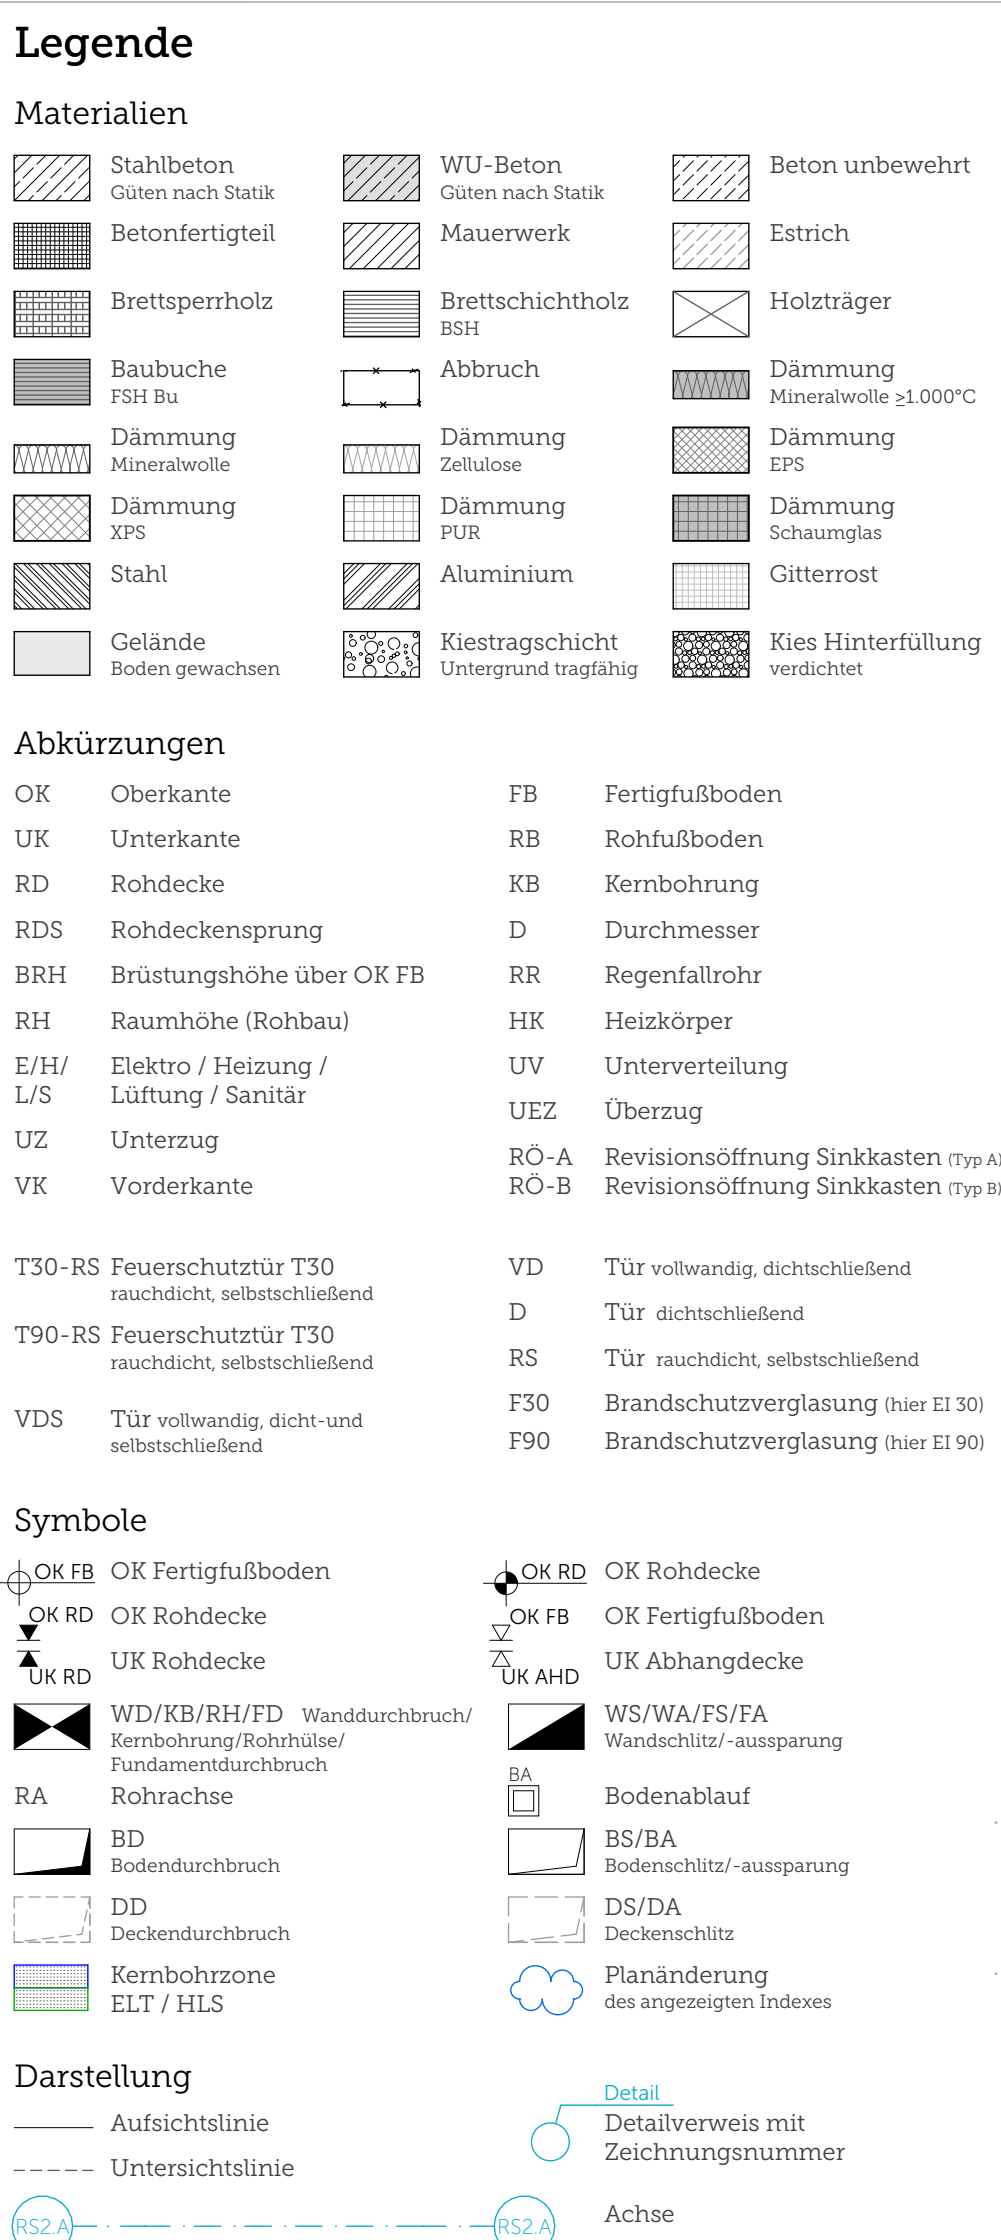 Legende
Materialien
Stahlbeton
Güten nach Statik
WU-Beton
Güten nach Statik
Beton unbewehrt
Betonfertigteil
Mauerwerk
Estrich
Brettsperrholz
Brettschichtholz
BSH
Holzträger
Baubuche
FSH Bu
Abbruch
Dämmung
Mineralwolle ≥1.000°C
Dämmung
Mineralwolle
Dämmung
Zellulose
Dämmung
EPS
Dämmung
XPS
Dämmung
PUR
Dämmung
Schaumglas
Stahl
Aluminium
Gitterrost
Gelände
Boden gewachsen
Kiestragschicht
Untergrund tragfähig
Kies Hinterfüllung
verdichtet
Abkürzungen
OK Oberkante
UK Unterkante
RD Rohdecke
RDS Rohdeckensprung
BRH Brüstungshöhe über OK FB
RH Raumhöhe (Rohbau)
E/H/ Elektro / Heizung /
L/S Lüftung / Sanitär
UZ Unterzug
VK Vorderkante
FB Fertigfußboden
RB Rohfußboden
KB Kernbohrung
D Durchmesser
RR Regenfallrohr
HK Heizkörper
UV Unterverteilung
UEZ Überzug
RÖ-A Revisionsöffnung Sinkkasten (Typ A)
RÖ-B Revisionsöffnung Sinkkasten (Typ B)
T30-RS Feuerschutztür T30
rauchdicht, selbstschließend
T90-RS Feuerschutztür T30
rauchdicht, selbstschließend
VDS Tür vollwandig, dicht-und
selbstschließend
VD Tür vollwandig, dichtschließend
D Tür dichtschließend
RS Tür rauchdicht, selbstschließend
F30 Brandschutzverglasung (hier EI 30)
F90 Brandschutzverglasung (hier EI 90)
Symbole
OK FB OK Fertigfußboden
OK RD OK Rohdecke
OK RD OK Rohdecke
OK FB OK Fertigfußboden
UK RD UK Rohdecke
UK AHD UK Abhangdecke
WD/KB/RH/FD Wanddurchbruch/
Kernbohrung/Rohrhülse/
Fundamentdurchbruch
WS/WA/FS/FA
Wandschlitz/-aussparung
RA Rohrachse
BA
Bodenablauf
BD
Bodendurchbruch
BS/BA
Bodenschlitz/-aussparung
DD
Deckendurchbruch
DS/DA
Deckenschlitz
Kernbohrzone
ELT / HLS
Planänderung
des angezeigten Indexes
Darstellung
Aufsichtslinie
Untersichtslinie
Detail
Detailverweis mit
Zeichnungsnummer
RS2.A RS2.A Achse